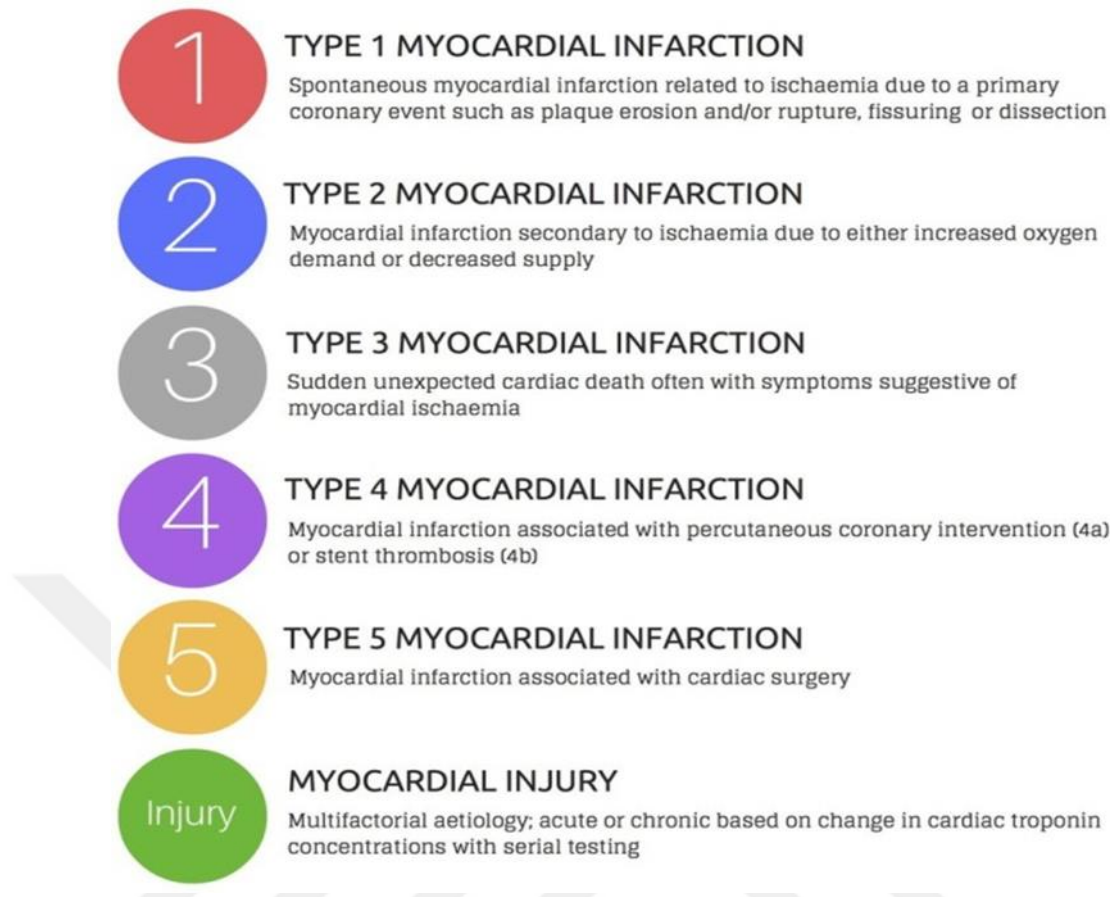 1
TYPE 1 MYOCARDIAL INFARCTION
Spontaneous myocardial infarction related to ischaemia due to a primary
coronary event such as plaque erosion and/or rupture, fissuring or dissection
2
TYPE 2 MYOCARDIAL INFARCTION
Myocardial infarction secondary to ischaemia due to either increased oxygen
demand or decreased supply
3
TYPE 3 MYOCARDIAL INFARCTION
Sudden unexpected cardiac death often with symptoms suggestive of
myocardial ischaemia
4
TYPE 4 MYOCARDIAL INFARCTION
Myocardial infarction associated with percutaneous coronary intervention (4a)
or stent thrombosis (4b)
5
TYPE 5 MYOCARDIAL INFARCTION
Myocardial infarction associated with cardiac surgery
Injury
MYOCARDIAL INJURY
Multifactorial aetiology; acute or chronic based on change in cardiac troponin
concentrations with serial testing